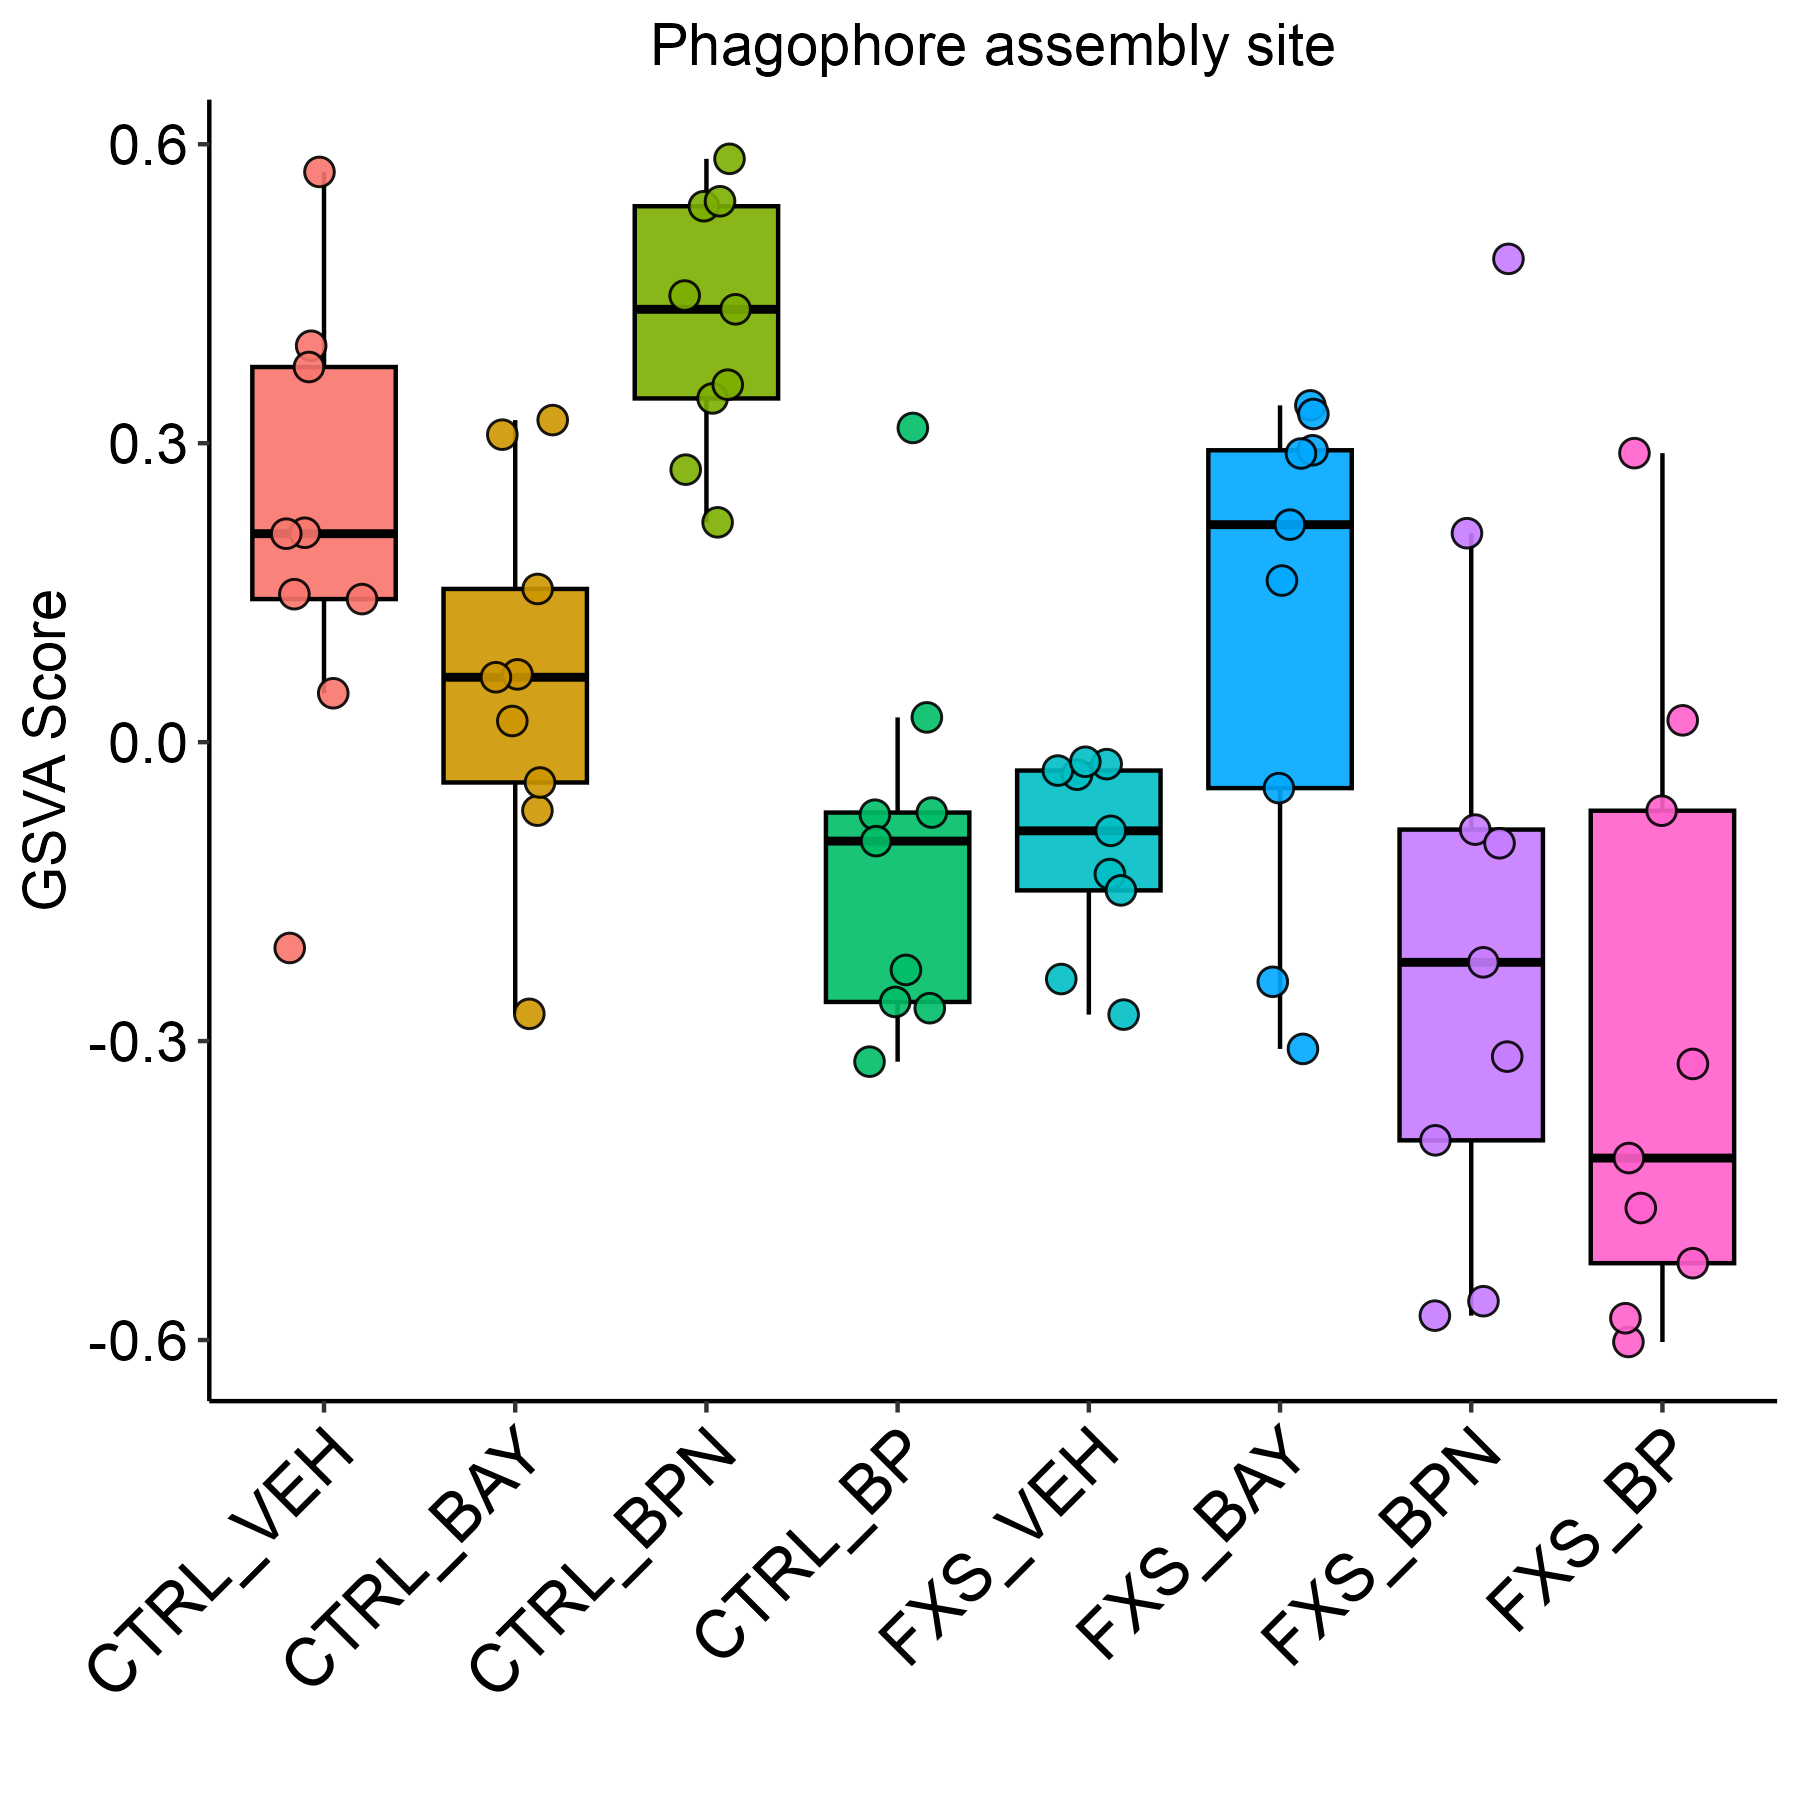 Phagophore assembly site
GSVA Score
0.6
0.3
0.0
-0.3
-0.6
CTRL_VEH
CTRL_BAY
CTRL_BPN
CTRL_BP
FXS_VEH
FXS_BAY
FXS_BPN
FXS_BP